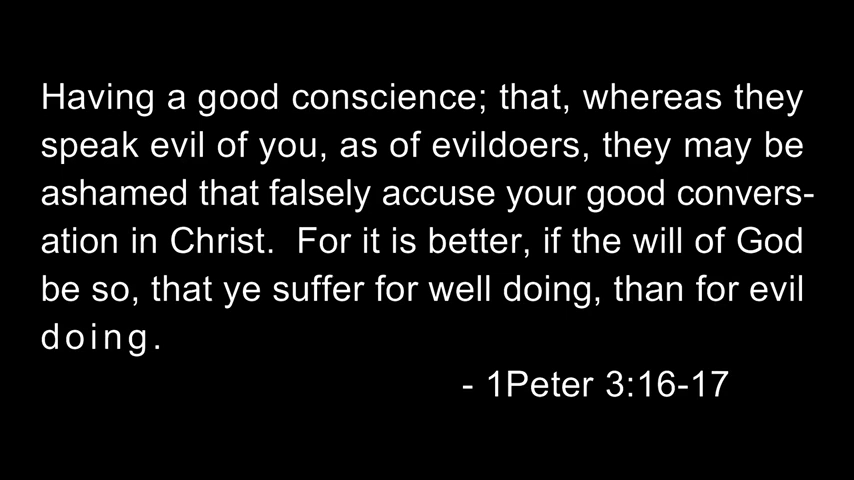 Having a good conscience; that, whereas they
speak evil of you, as of evildoers, they may be
ashamed that falsely accuse your good convers-
ation in Christ.  For it is better, if the will of God
be so, that ye suffer for well doing, than for evil
doing.
- 1Peter 3:16-17